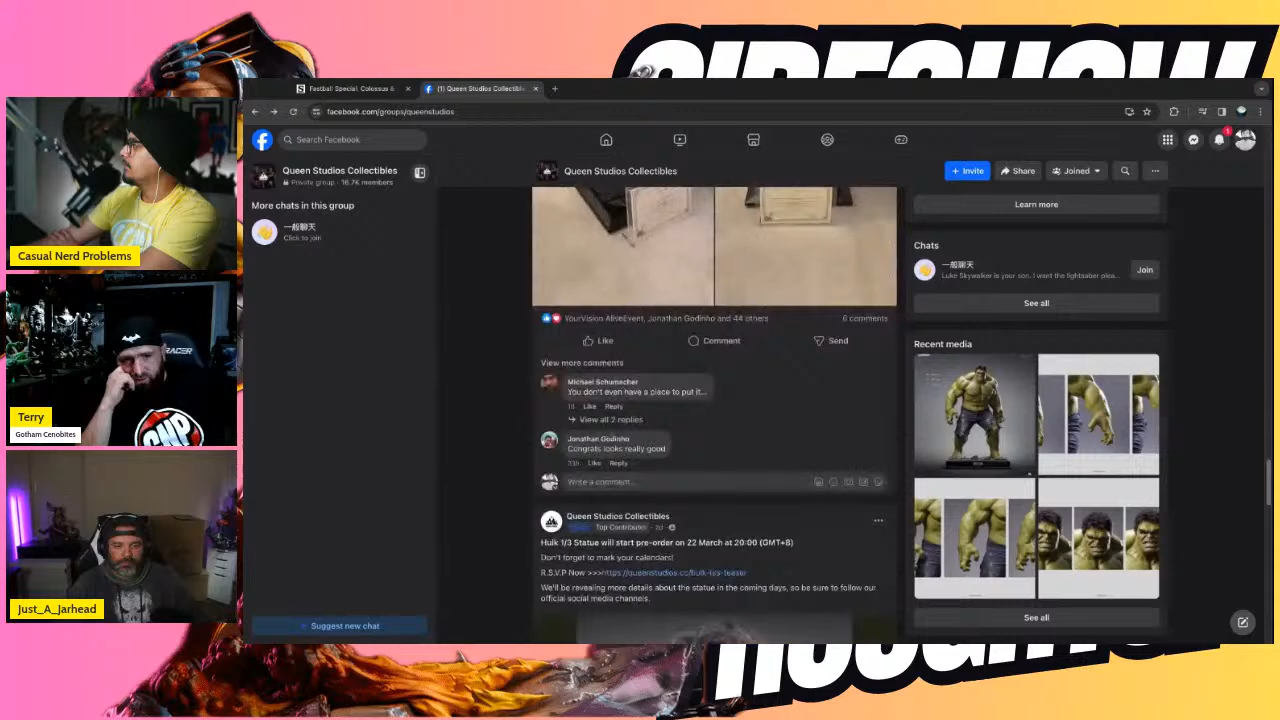 SIDESHOW
Fastball Special: Colossus &
(1) Queen Studios Collectible
facebook.com/groups/queenstudios
Search Facebook
1
Queen Studios Collectibles
Private group · 16.7K members
More chats in this group
一般聊天
Click to join
Suggest new chat
Queen Studios Collectibles
+ Invite
Share
Joined
YourVision AliveEvent, Jonathan Godinho and 44 others
6 comments
Like
Comment
Send
View more comments
Michael Schumacher
You don't even have a place to put it...
Like
Reply
View all 2 replies
Jonathan Godinho
Congrats looks really good
Like
Reply
Write a comment...
Queen Studios Collectibles
Top Contributor · 2d
Hulk 1/3 Statue will start pre-order on 22 March at 20:00 (GMT+8)
Don't forget to mark your calendars!
R.S.V.P Now >>>https://queenstudios.cc/hulk-lvs-teaser
We'll be revealing more details about the statue in the coming days, so be sure to follow our
official social media channels.
Learn more
Chats
一般聊天
Luke Skywalker is your son. I want the lightsaber plea...
Join
See all
Recent media
See all
Casual Nerd Problems
RACER
GNP
Terry
Gotham Cenobites
Just_A_Jarhead